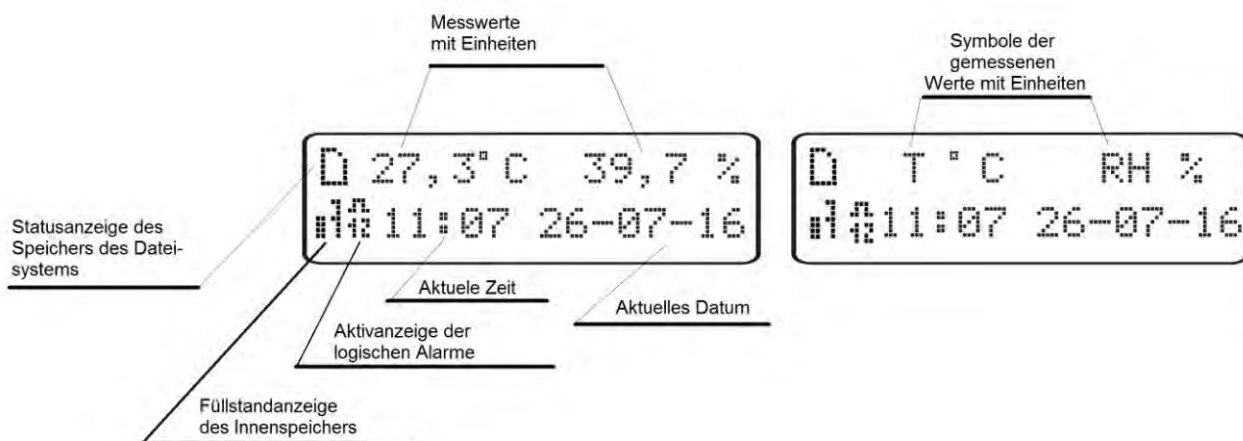 Messwerte
mit Einheiten
Symbole der
gemessenen
Werte mit Einheiten
27,3°C 39,7 %
11:07 26-07-16
T °C RH %
12 11:07 26-07-16
Statusanzeige des
Speichers des Datei-
systems
Aktuele Zeit
Aktuelles Datum
Aktivanzeige der
logischen Alarme
Füllstandanzeige
des Innenspeichers